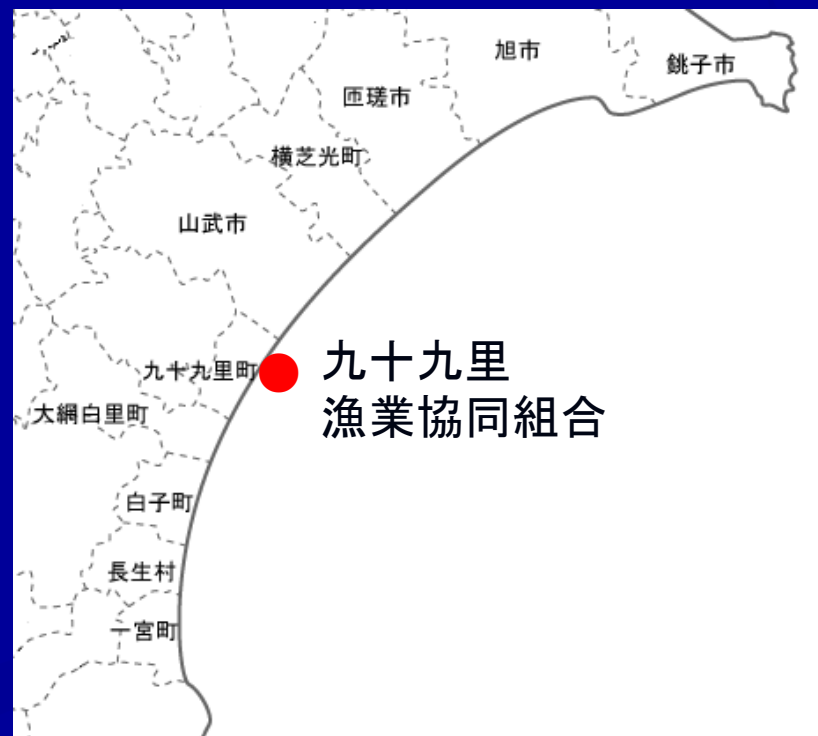 旭市
銚子市
匝瑳市
横芝光町
山武市
九十九里町
九十九里
漁業協同組合
大網白里町
白子町
長生村
一宮町